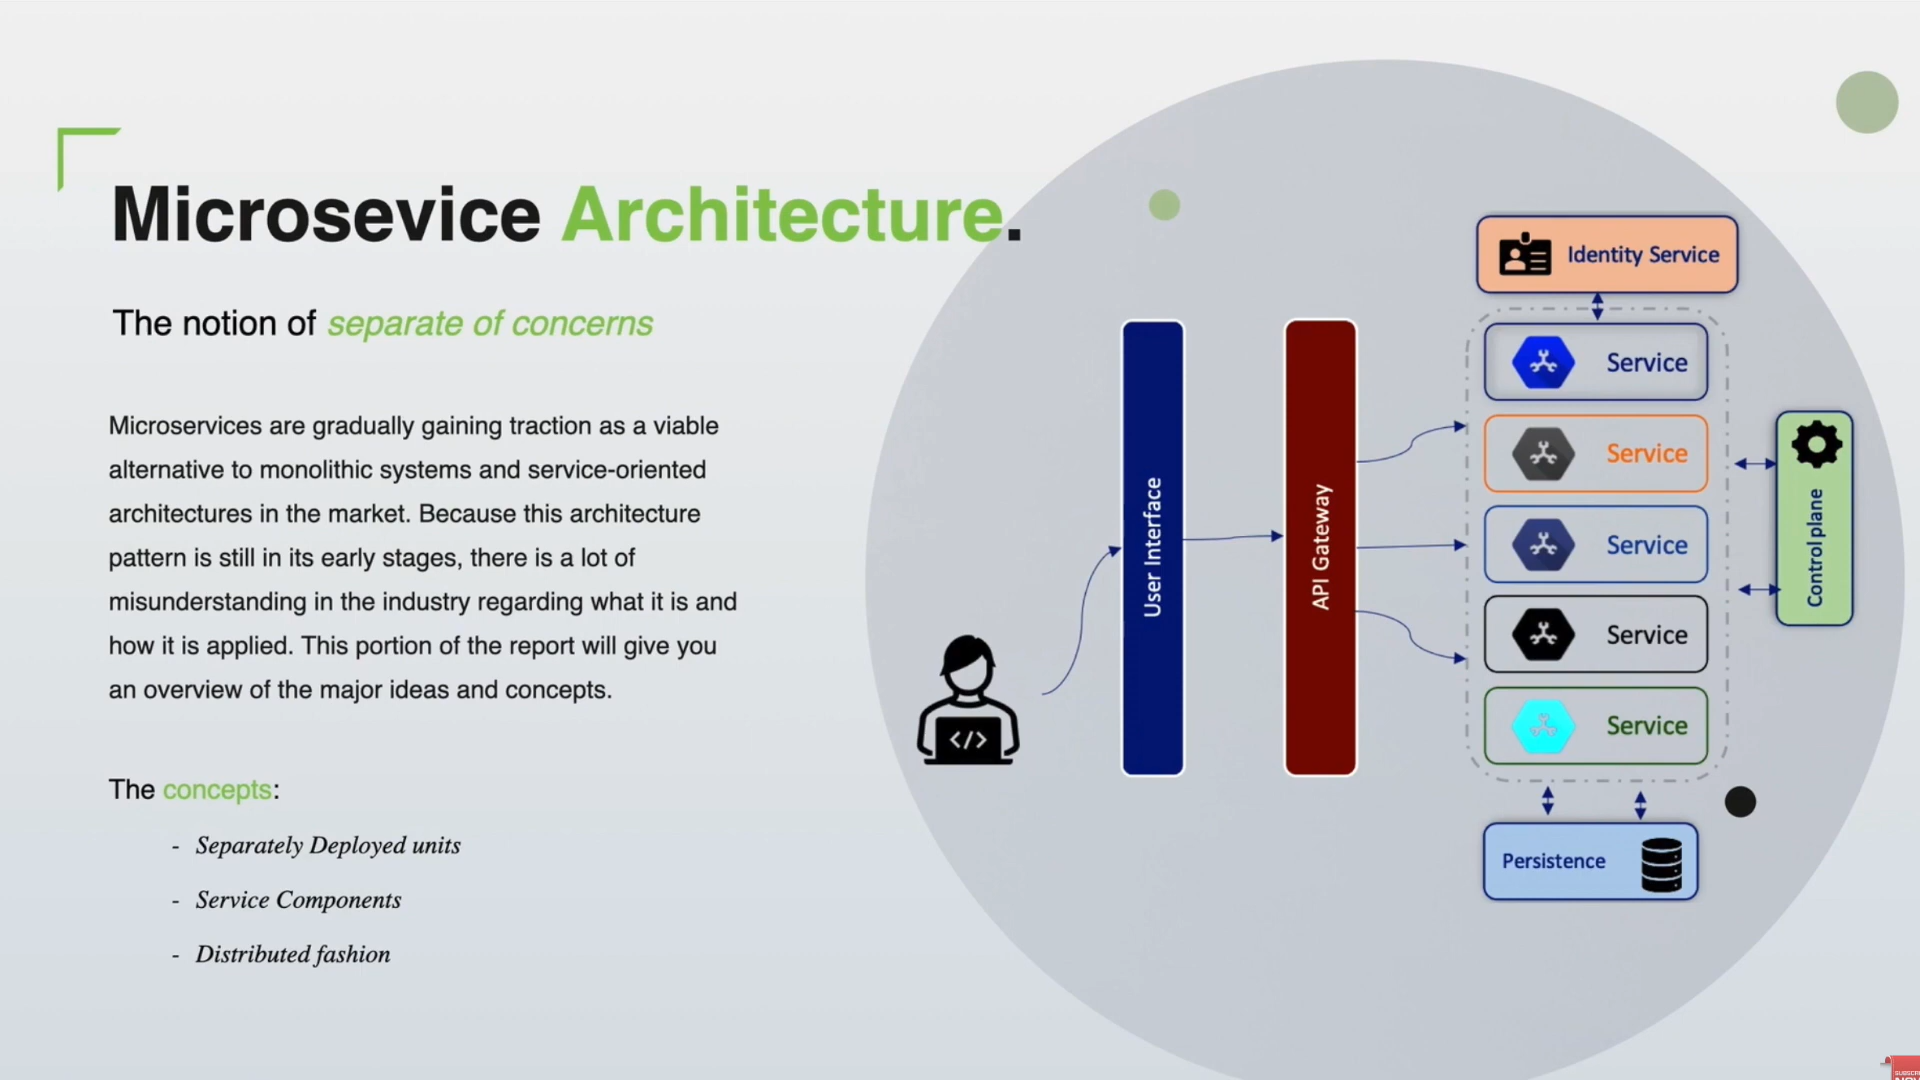 Microsevice Architecture.
The notion of separate of concerns
Microservices are gradually gaining traction as a viable
alternative to monolithic systems and service-oriented
architectures in the market. Because this architecture
pattern is still in its early stages, there is a lot of
misunderstanding in the industry regarding what it is and
how it is applied. This portion of the report will give you
an overview of the major ideas and concepts.
The concepts:
- Separately Deployed units
- Service Components
- Distributed fashion
</>
User Interface
API Gateway
Identity Service
Service
Service
Service
Service
Service
Control plane
Persistence